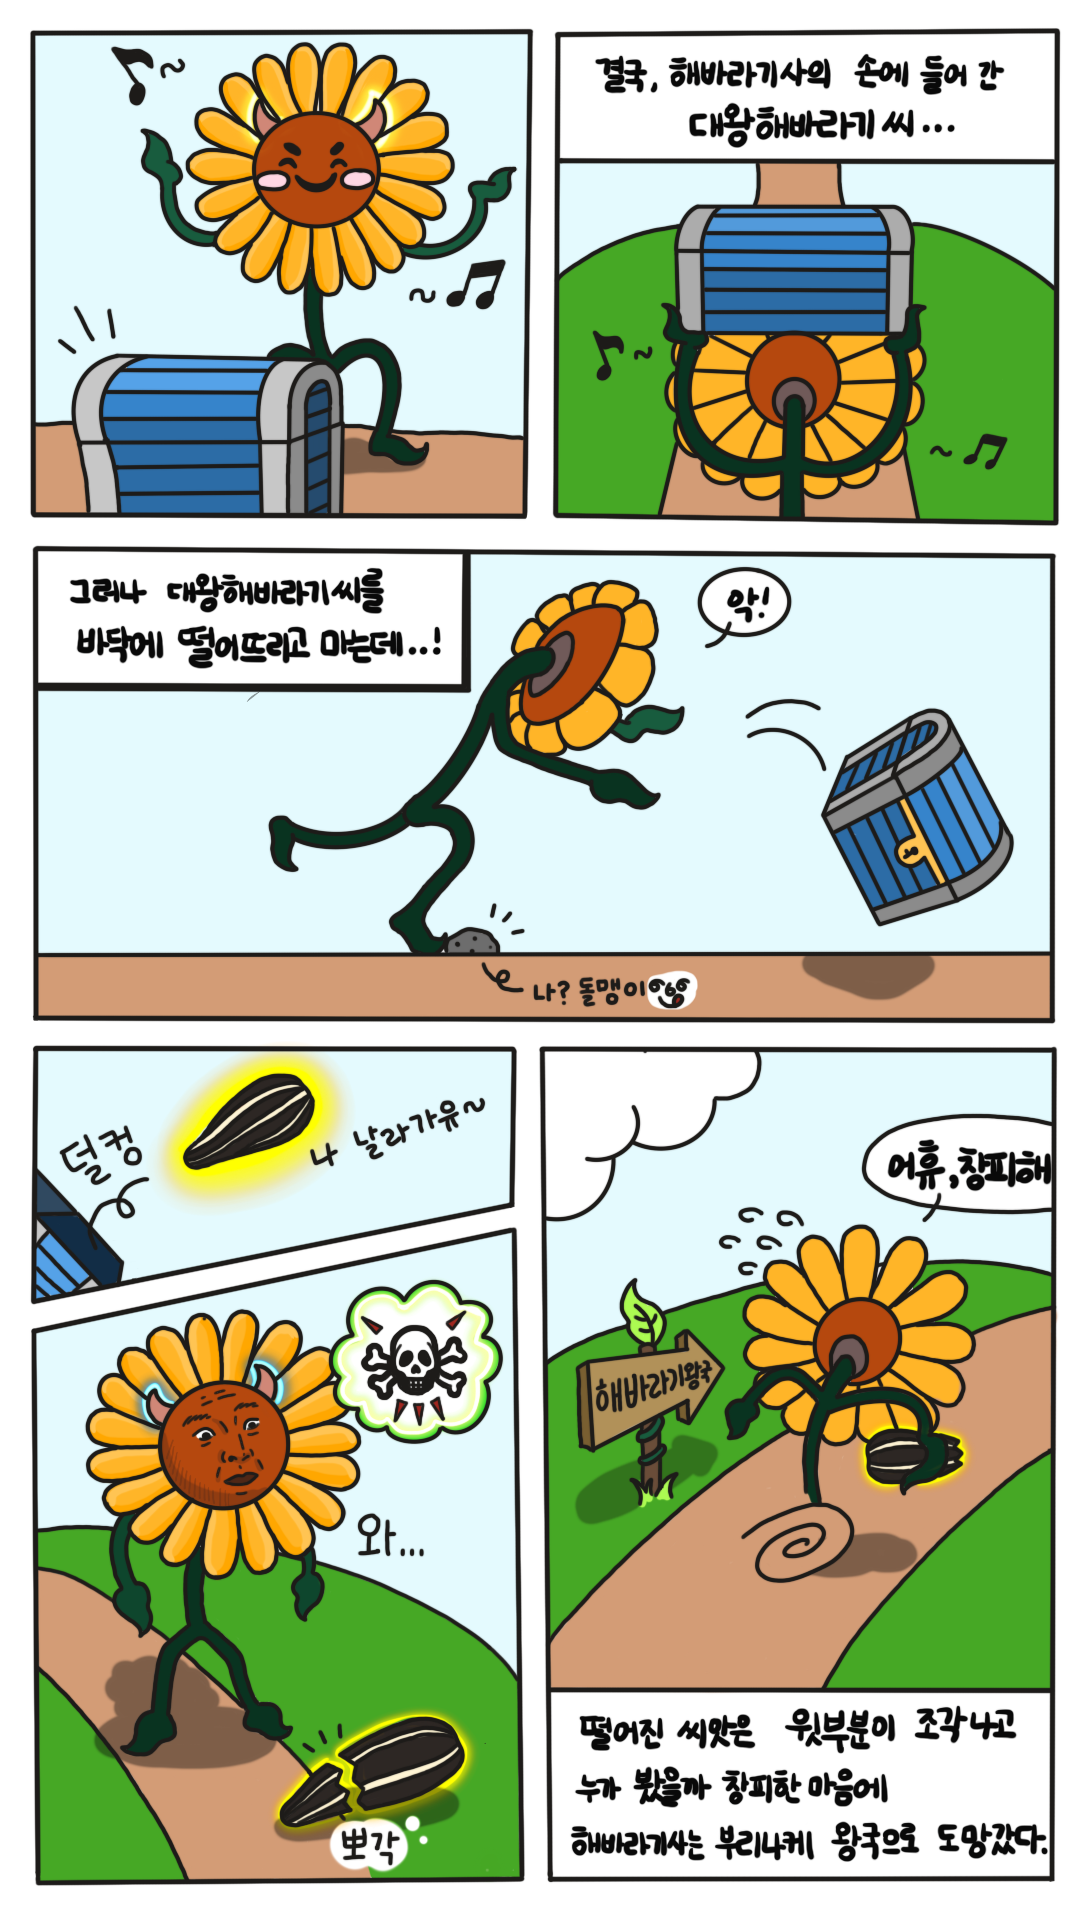 결국, 해바라기사의 손에 들어 간
대왕해바라기 씨...
그러나 대왕해바라기씨를
바닥에 떨어뜨리고 마는데..!
악!
나? 돌맹이
덜컹
나 날라가유~
와...
뽀각
어휴, 창피해
해바라기왕국
떨어진 씨앗은 윗부분이 조각나고
누가 봤을까 창피한 마음에
해바라기사는 부리나케 왕국으로 도망갔다.